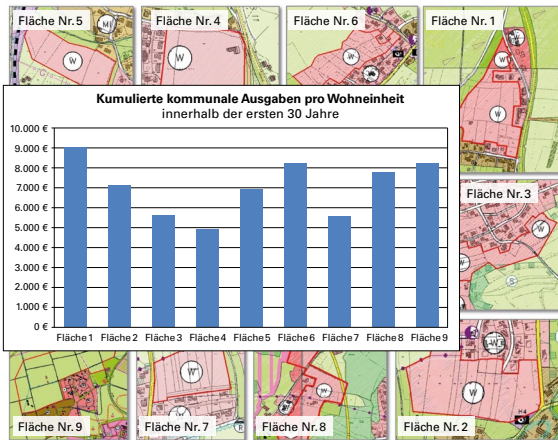 Fläche Nr. 5
Fläche Nr. 4
Fläche Nr. 6
Fläche Nr. 1
MI
W
W
W
W
W
Kumulierte kommunale Ausgaben pro Wohneinheit
innerhalb der ersten 30 Jahre
10.000 €
9.000 €
8.000 €
7.000 €
6.000 €
5.000 €
4.000 €
3.000 €
2.000 €
1.000 €
0 €
Fläche 1
Fläche 2
Fläche 3
Fläche 4
Fläche 5
Fläche 6
Fläche 7
Fläche 8
Fläche 9
Fläche Nr. 3
W
W
S
W
W
W
W
W
H4
Fläche Nr. 9
Fläche Nr. 7
Fläche Nr. 8
Fläche Nr. 2